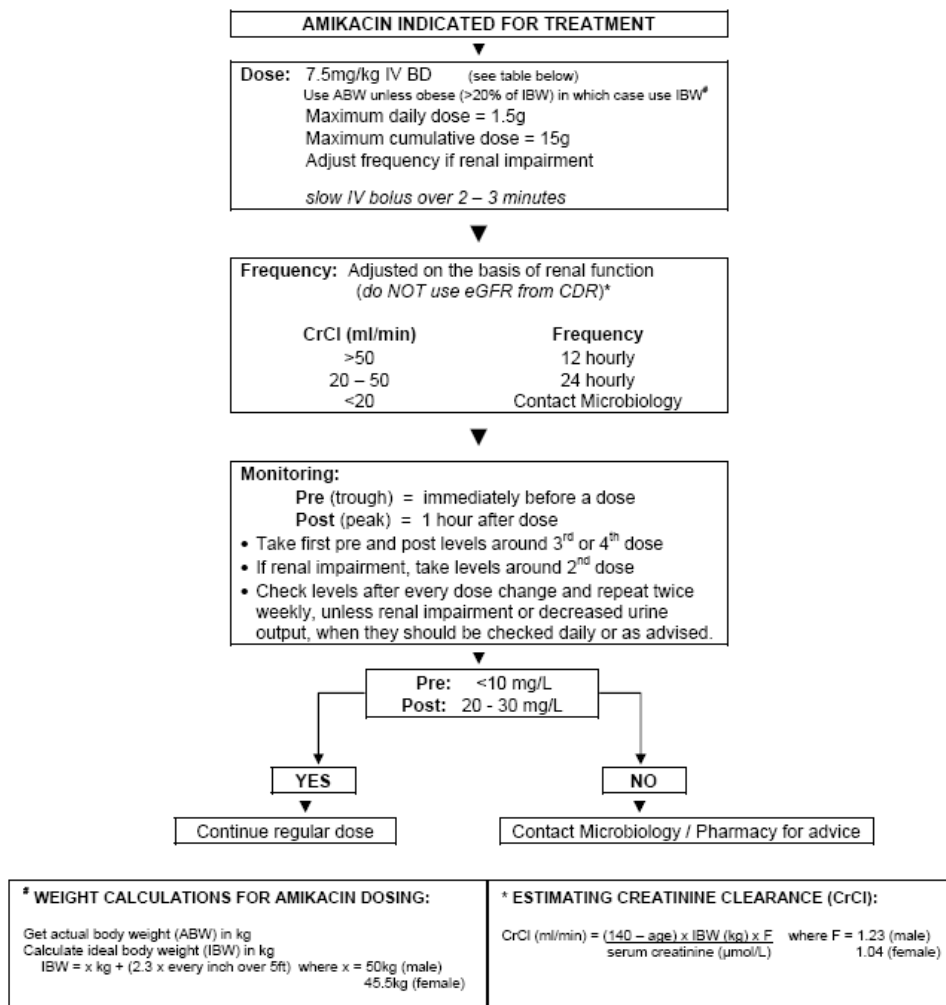 AMIKACIN INDICATED FOR TREATMENT
Dose: 7.5mg/kg IV BD (see table below)
Use ABW unless obese (>20% of IBW) in which case use IBW#
Maximum daily dose = 1.5g
Maximum cumulative dose = 15g
Adjust frequency if renal impairment
slow IV bolus over 2 – 3 minutes
Frequency: Adjusted on the basis of renal function
(do NOT use eGFR from CDR)*
CrCl (ml/min) Frequency
>50 12 hourly
20 – 50 24 hourly
<20 Contact Microbiology
Monitoring:
Pre (trough) = immediately before a dose
Post (peak) = 1 hour after dose
• Take first pre and post levels around 3rd or 4th dose
• If renal impairment, take levels around 2nd dose
• Check levels after every dose change and repeat twice
weekly, unless renal impairment or decreased urine
output, when they should be checked daily or as advised.
Pre: <10 mg/L
Post: 20 - 30 mg/L
YES
NO
Continue regular dose
Contact Microbiology / Pharmacy for advice
# WEIGHT CALCULATIONS FOR AMIKACIN DOSING:
Get actual body weight (ABW) in kg
Calculate ideal body weight (IBW) in kg
IBW = x kg + (2.3 x every inch over 5ft) where x = 50kg (male)
45.5kg (female)
* ESTIMATING CREATININE CLEARANCE (CrCl):
CrCl (ml/min) = (140 – age) x IBW (kg) x F where F = 1.23 (male)
serum creatinine (µmol/L) 1.04 (female)